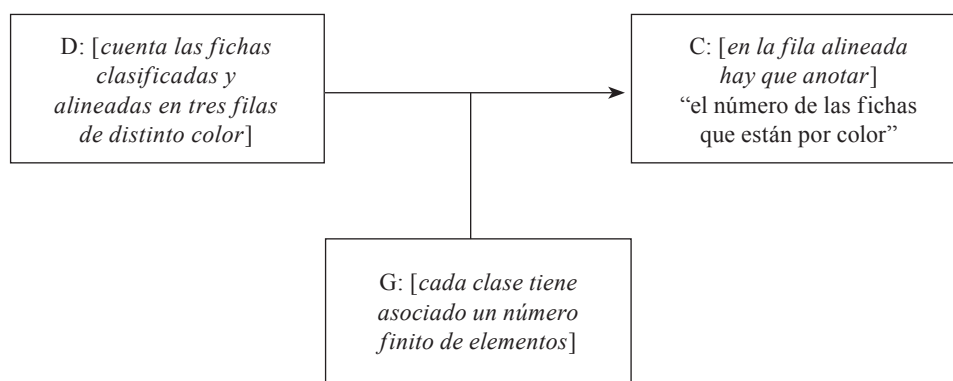 D: [cuenta las fichas
clasificadas y
alineadas en tres filas
de distinto color]
C: [en la fila alineada
hay que anotar]
“el número de las fichas
que están por color”
G: [cada clase tiene
asociado un número
finito de elementos]